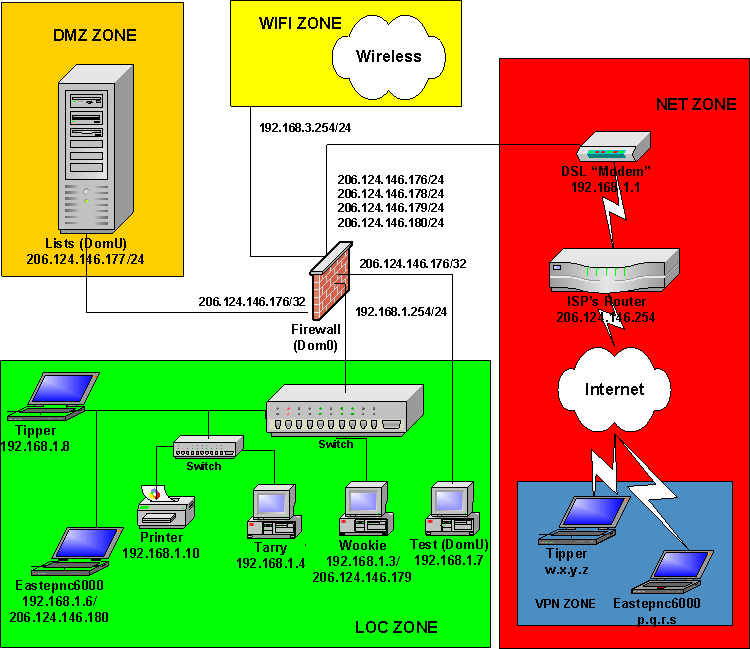 DMZ ZONE
Lists (DomU)
206.124.146.177/24
WIFI ZONE
Wireless
192.168.3.254/24
206.124.146.176/24
206.124.146.178/24
206.124.146.179/24
206.124.146.180/24
206.124.146.176/32
206.124.146.176/32
192.168.1.254/24
Firewall
(Dom0)
NET ZONE
DSL “Modem”
192.168.1.1
ISP's Router
206.124.146.254
Internet
Tipper
w.x.y.z
Eastepnc6000
p.q.r.s
VPN ZONE
Tipper
192.168.1.8
Switch
Switch
Printer
192.168.1.10
Tarry
192.168.1.4
Wookie
192.168.1.3/
206.124.146.179
Test (DomU)
192.168.1.7
Eastepnc6000
192.168.1.6/
206.124.146.180
LOC ZONE